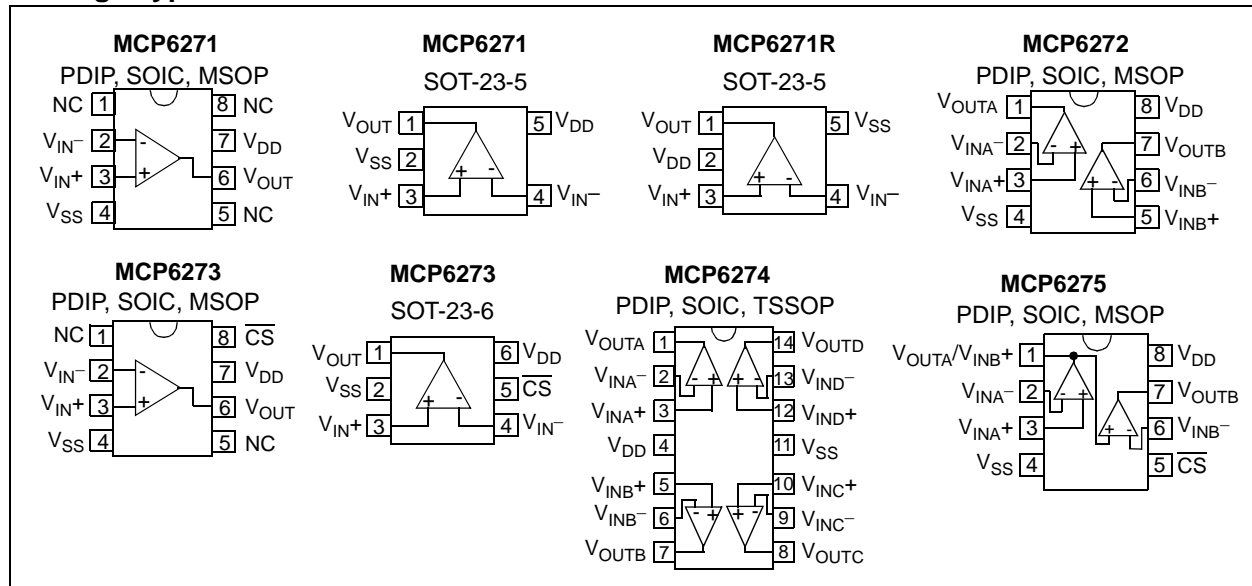 MCP6271
PDIP, SOIC, MSOP
NC 1 8 NC
VIN– 2 7 VDD
VIN+ 3 6 VOUT
VSS 4 5 NC
- +
MCP6271
SOT-23-5
VOUT 1 5 VDD
VSS 2
VIN+ 3 4 VIN–
+ -
MCP6271R
SOT-23-5
VOUT 1 5 VSS
VDD 2
VIN+ 3 4 VIN–
+ -
MCP6272
PDIP, SOIC, MSOP
VOUTA 1 8 VDD
VINA– 2 7 VOUTB
VINA+ 3 6 VINB–
VSS 4 5 VINB+
- + + -
MCP6273
PDIP, SOIC, MSOP
NC 1 8 CS
VIN– 2 7 VDD
VIN+ 3 6 VOUT
VSS 4 5 NC
- +
MCP6273
SOT-23-6
VOUT 1 6 VDD
VSS 2 5 CS
VIN+ 3 4 VIN–
+ -
MCP6274
PDIP, SOIC, TSSOP
VOUTA 1 14 VOUTD
VINA– 2 13 VIND–
VINA+ 3 12 VIND+
VDD 4 11 VSS
VINB+ 5 10 VINC+
VINB– 6 9 VINC–
VOUTB 7 8 VOUTC
- + + -
- + + -
MCP6275
PDIP, SOIC, MSOP
VOUTA/VINB+ 1 8 VDD
VINA– 2 7 VOUTB
VINA+ 3 6 VINB–
VSS 4 5 CS
- + + -